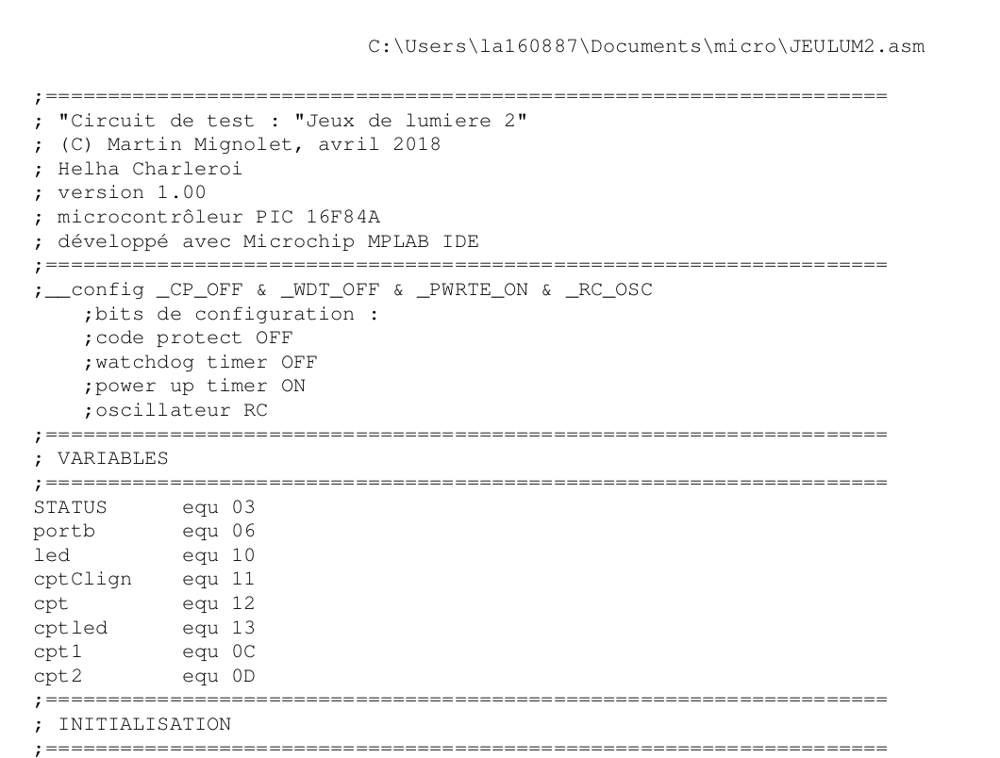 C:\Users\la160887\Documents\micro\JEULUM2.asm
;====================================================================
; "Circuit de test : "Jeux de lumiere 2"
; (C) Martin Mignolet, avril 2018
; Helha Charleroi
; version 1.00
; microcontrôleur PIC 16F84A
; développé avec Microchip MPLAB IDE
;====================================================================
;__config _CP_OFF & _WDT_OFF & _PWRTE_ON & _RC_OSC
    ;bits de configuration :
    ;code protect OFF
    ;watchdog timer OFF
    ;power up timer ON
    ;oscillateur RC
;====================================================================
; VARIABLES
;====================================================================
STATUS      equ 03
portb       equ 06
led         equ 10
cptClign    equ 11
cpt         equ 12
cptled      equ 13
cpt1        equ 0C
cpt2        equ 0D
;====================================================================
; INITIALISATION
;====================================================================